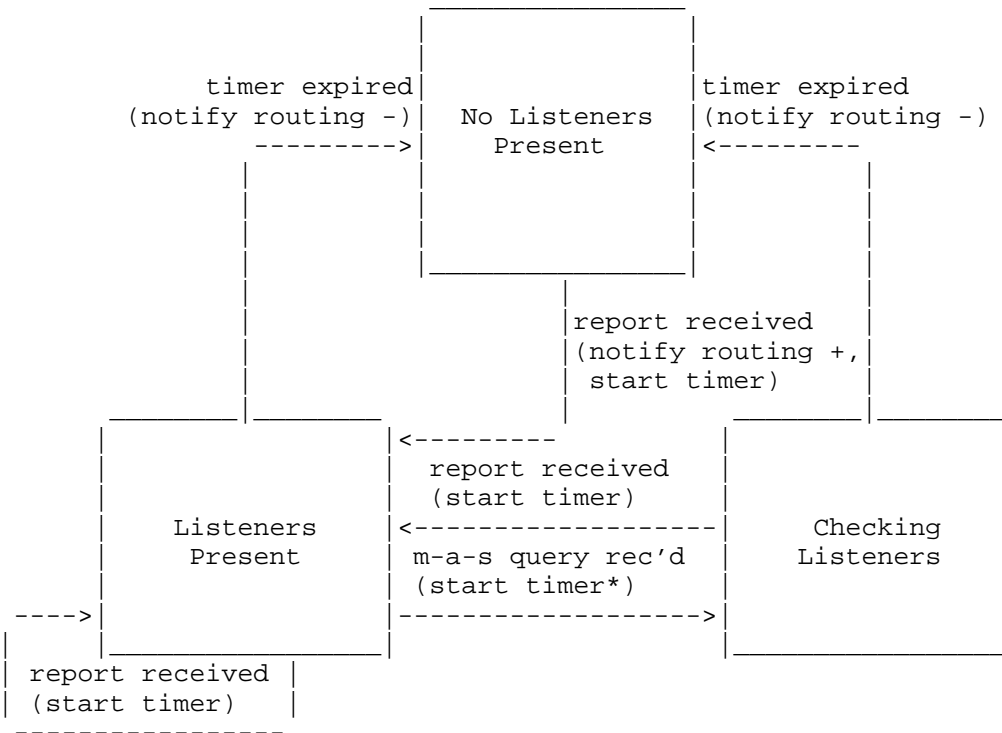 timer expired
(notify routing -)
No Listeners
Present
timer expired
(notify routing -)
report received
(notify routing +,
start timer)
report received
(start timer)
Listeners
Present
m-a-s query rec'd
(start timer*)
Checking
Listeners
report received
(start timer)